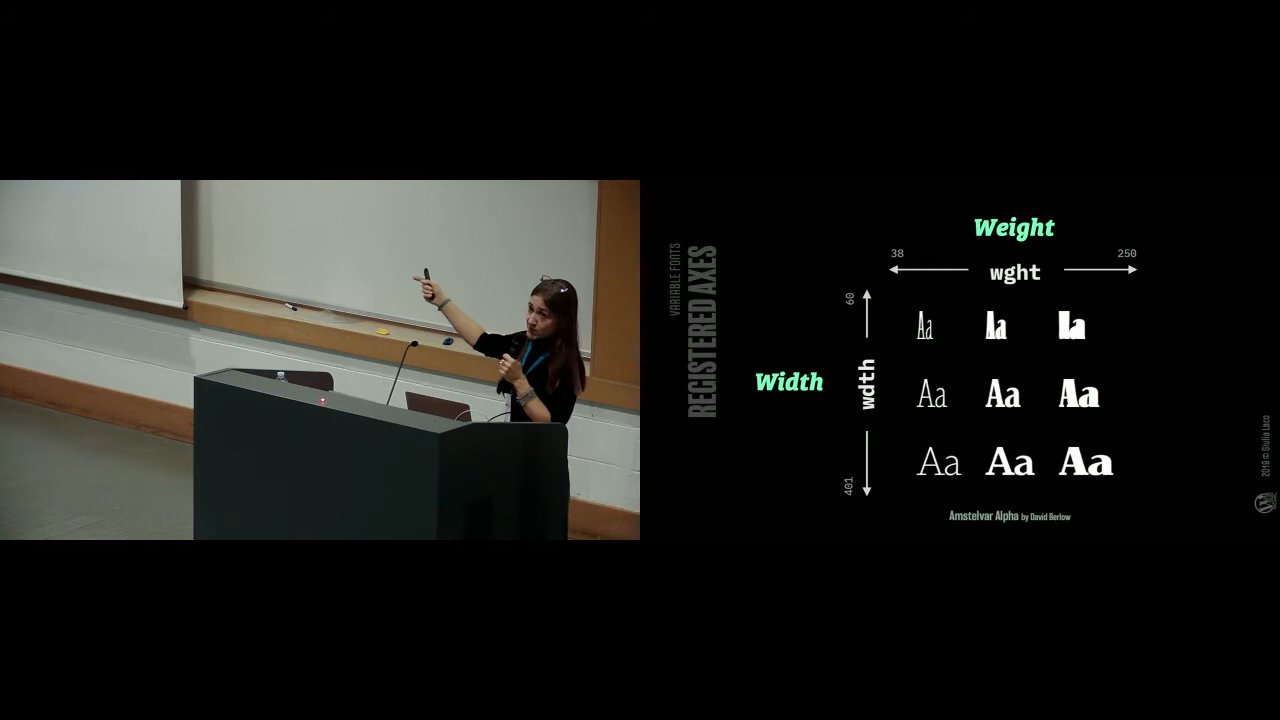 VARIABLE FONTS
REGISTERED AXES
Weight
38
250
wght
60
Width
wdth
401
Aa Aa Aa
Aa Aa Aa
Aa Aa Aa
Amstelvar Alpha by David Berlow
2019 © Giulia Laco